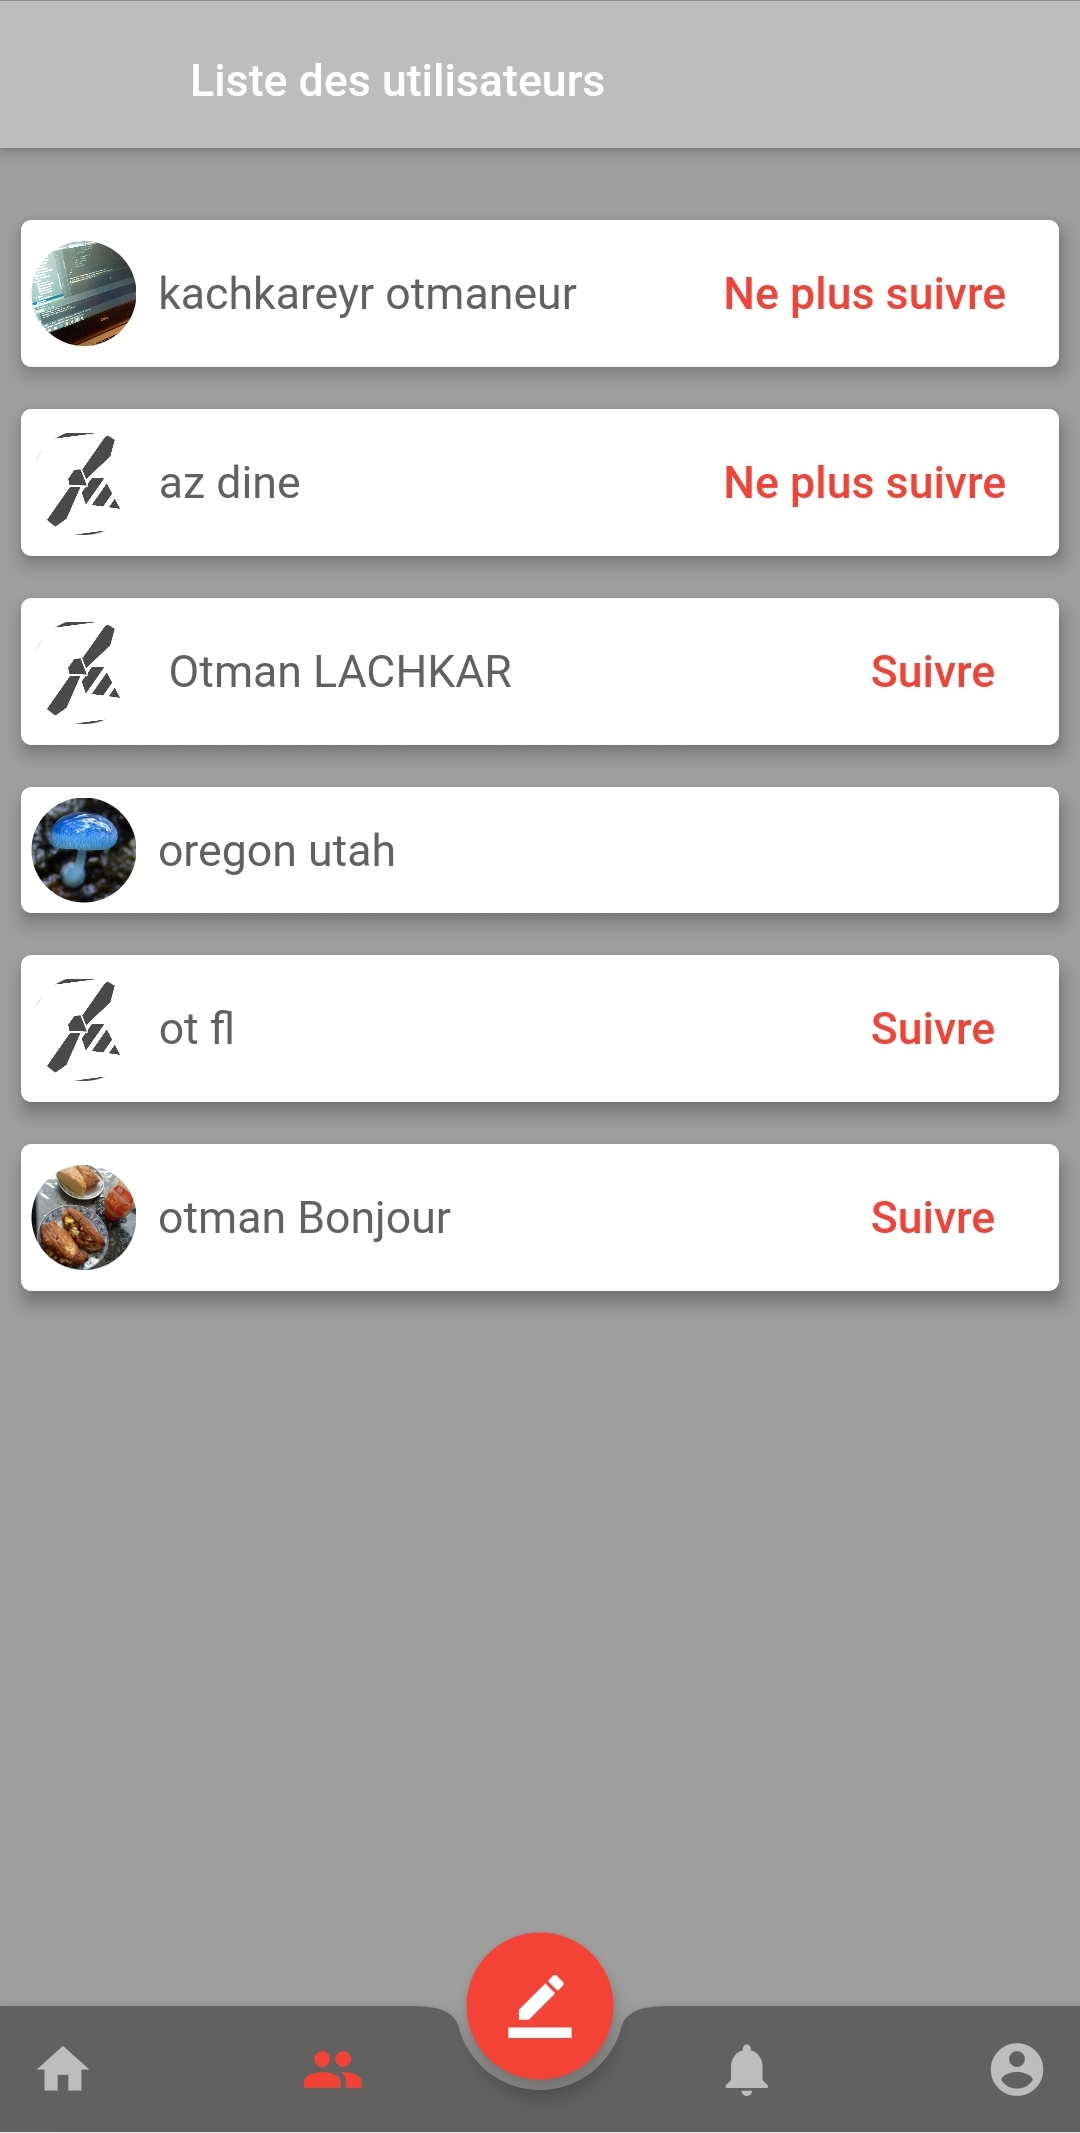 Liste des utilisateurs
kachkareyr otmaneur Ne plus suivre
az dine Ne plus suivre
Otman LACHKAR Suivre
oregon utah
ot fl Suivre
otman Bonjour Suivre